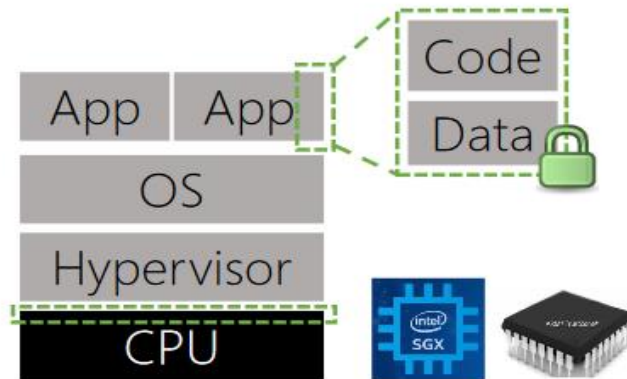 Code
App
App
Data
OS
Hypervisor
intel
SGX
CPU